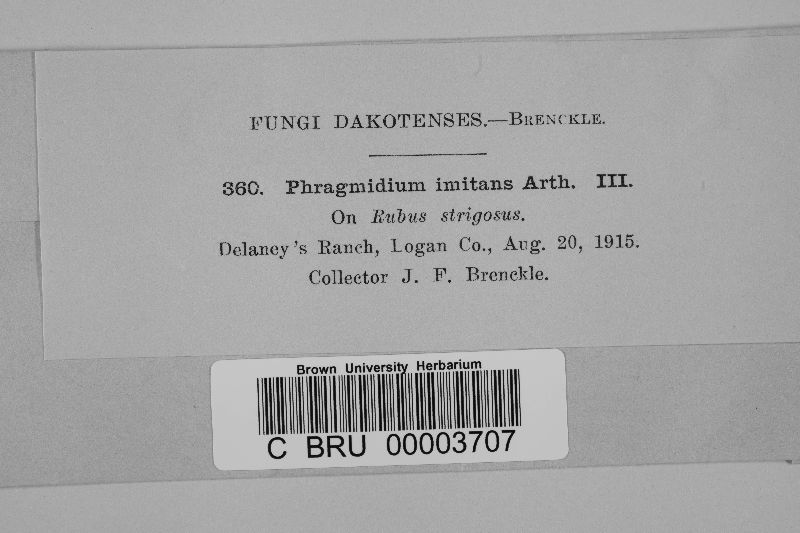 FUNGI DAKOTENSES.—BRENCKLE.
360. Phragmidium imitans Arth. III.
On Rubus strigosus.
Delaney's Ranch, Logan Co., Aug. 20, 1915.
Collector J. F. Brenckle.
Brown University Herbarium
C BRU 00003707